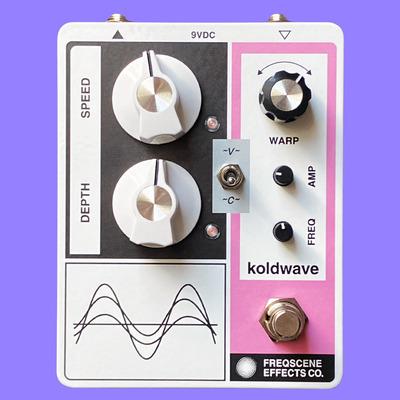 9VDC
SPEED
DEPTH
~V~
~C~
WARP
AMP
FREQ
koldwave
FREQSCENE
EFFECTS CO.